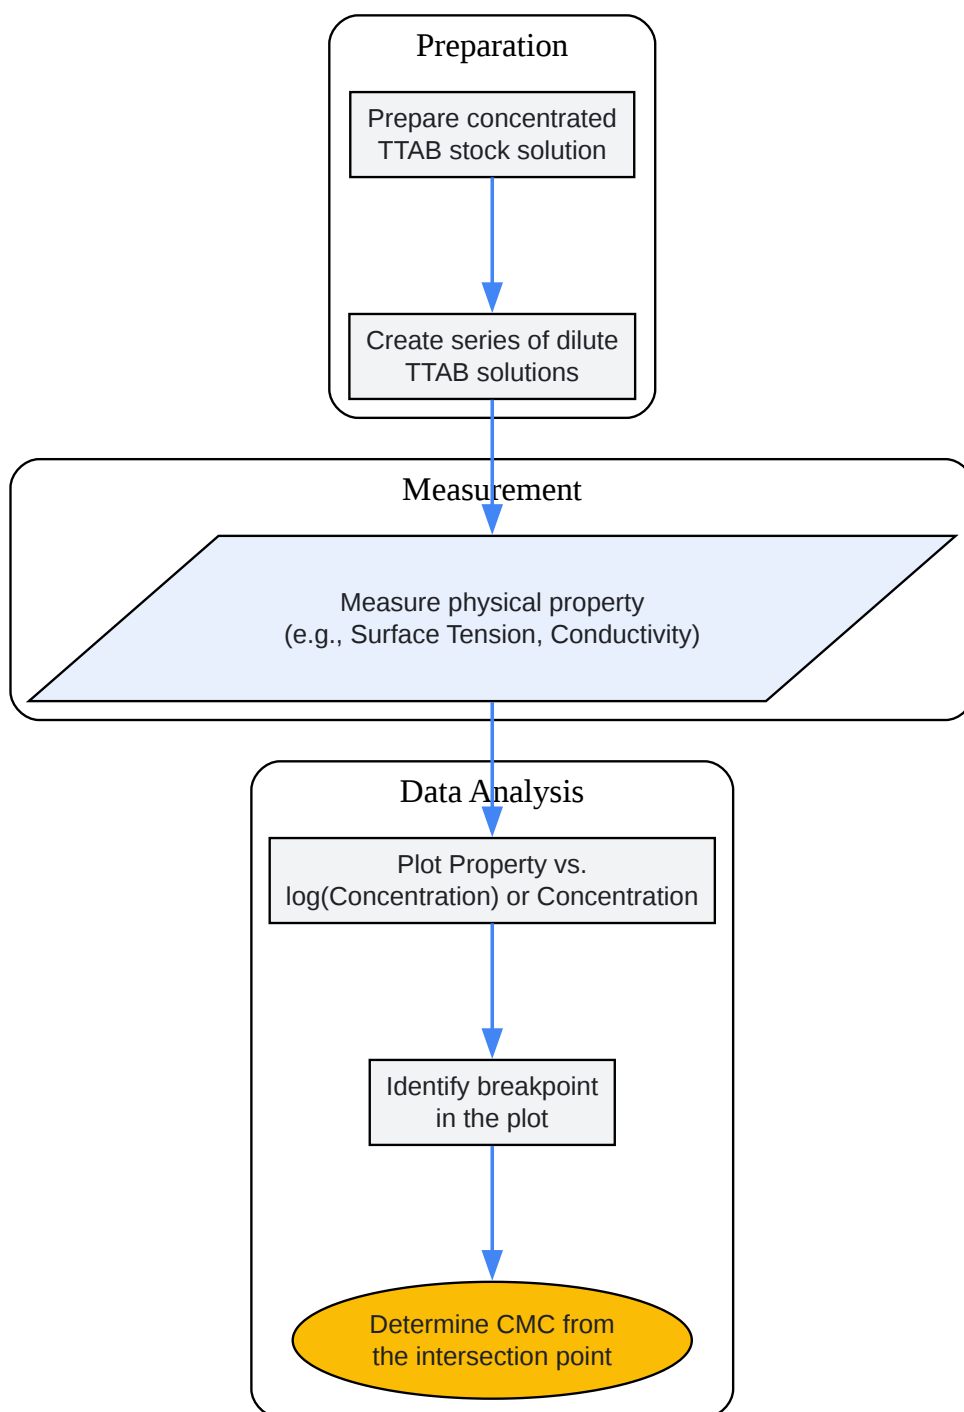 Preparation
Prepare concentrated
TTAB stock solution
Create series of dilute
TTAB solutions
Measurement
Measure physical property
(e.g., Surface Tension, Conductivity)
Data Analysis
Plot Property vs.
log(Concentration) or Concentration
Identify breakpoint
in the plot
Determine CMC from
the intersection point